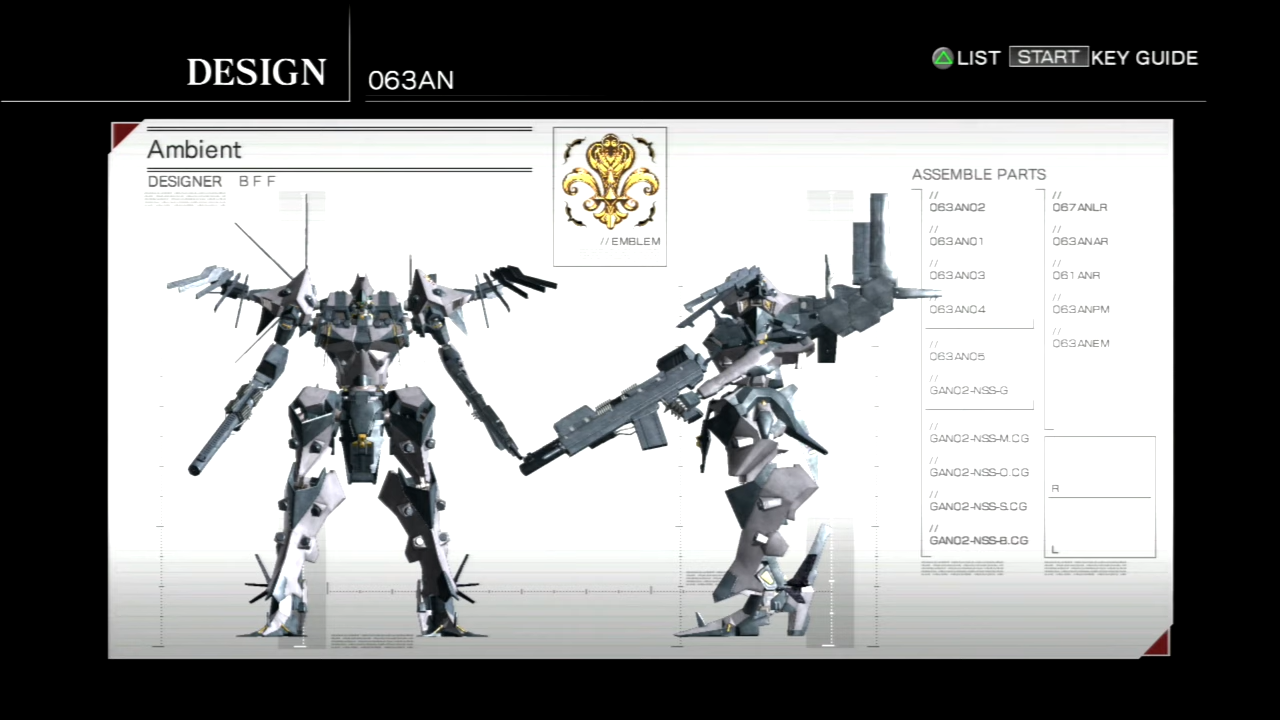 DESIGN
063AN
LIST START KEY GUIDE
Ambient
DESIGNER BFF
// EMBLEM
ASSEMBLE PARTS
//
063AN02
//
063AN01
//
063AN03
//
063AN04
//
063AN05
//
GAN02-NSS-G
//
GAN02-NSS-M.CG
//
GAN02-NSS-O.CG
//
GAN02-NSS-S.CG
//
GAN02-NSS-B.CG
//
067ANLR
//
063ANAR
//
061ANR
//
063ANPM
//
063ANEM
R
L